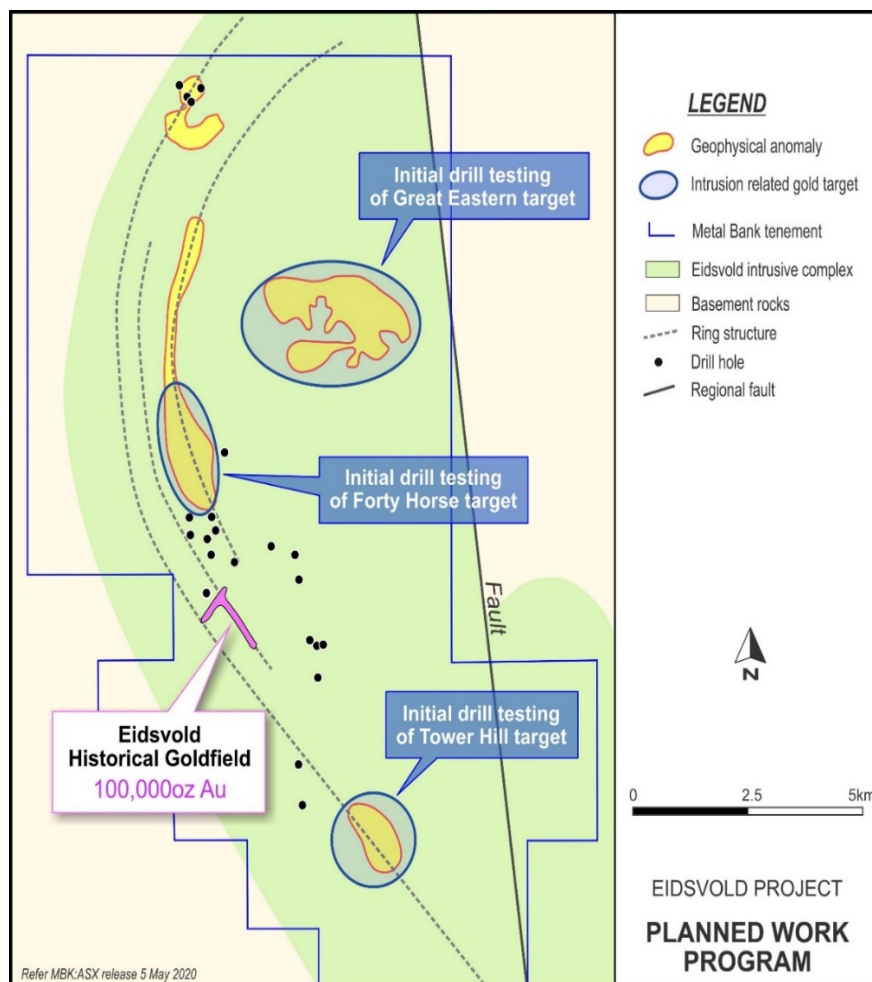 Initial drill testing
of Great Eastern target
Initial drill testing
of Forty Horse target
Fault
Eidsvold
Historical Goldfield
100,000oz Au
Initial drill testing
of Tower Hill target
Refer MBK:ASX release 5 May 2020
LEGEND
Geophysical anomaly
Intrusion related gold target
Metal Bank tenement
Eidsvold intrusive complex
Basement rocks
Ring structure
Drill hole
Regional fault
N
0 2.5 5km
EIDSVOLD PROJECT
PLANNED WORK
PROGRAM